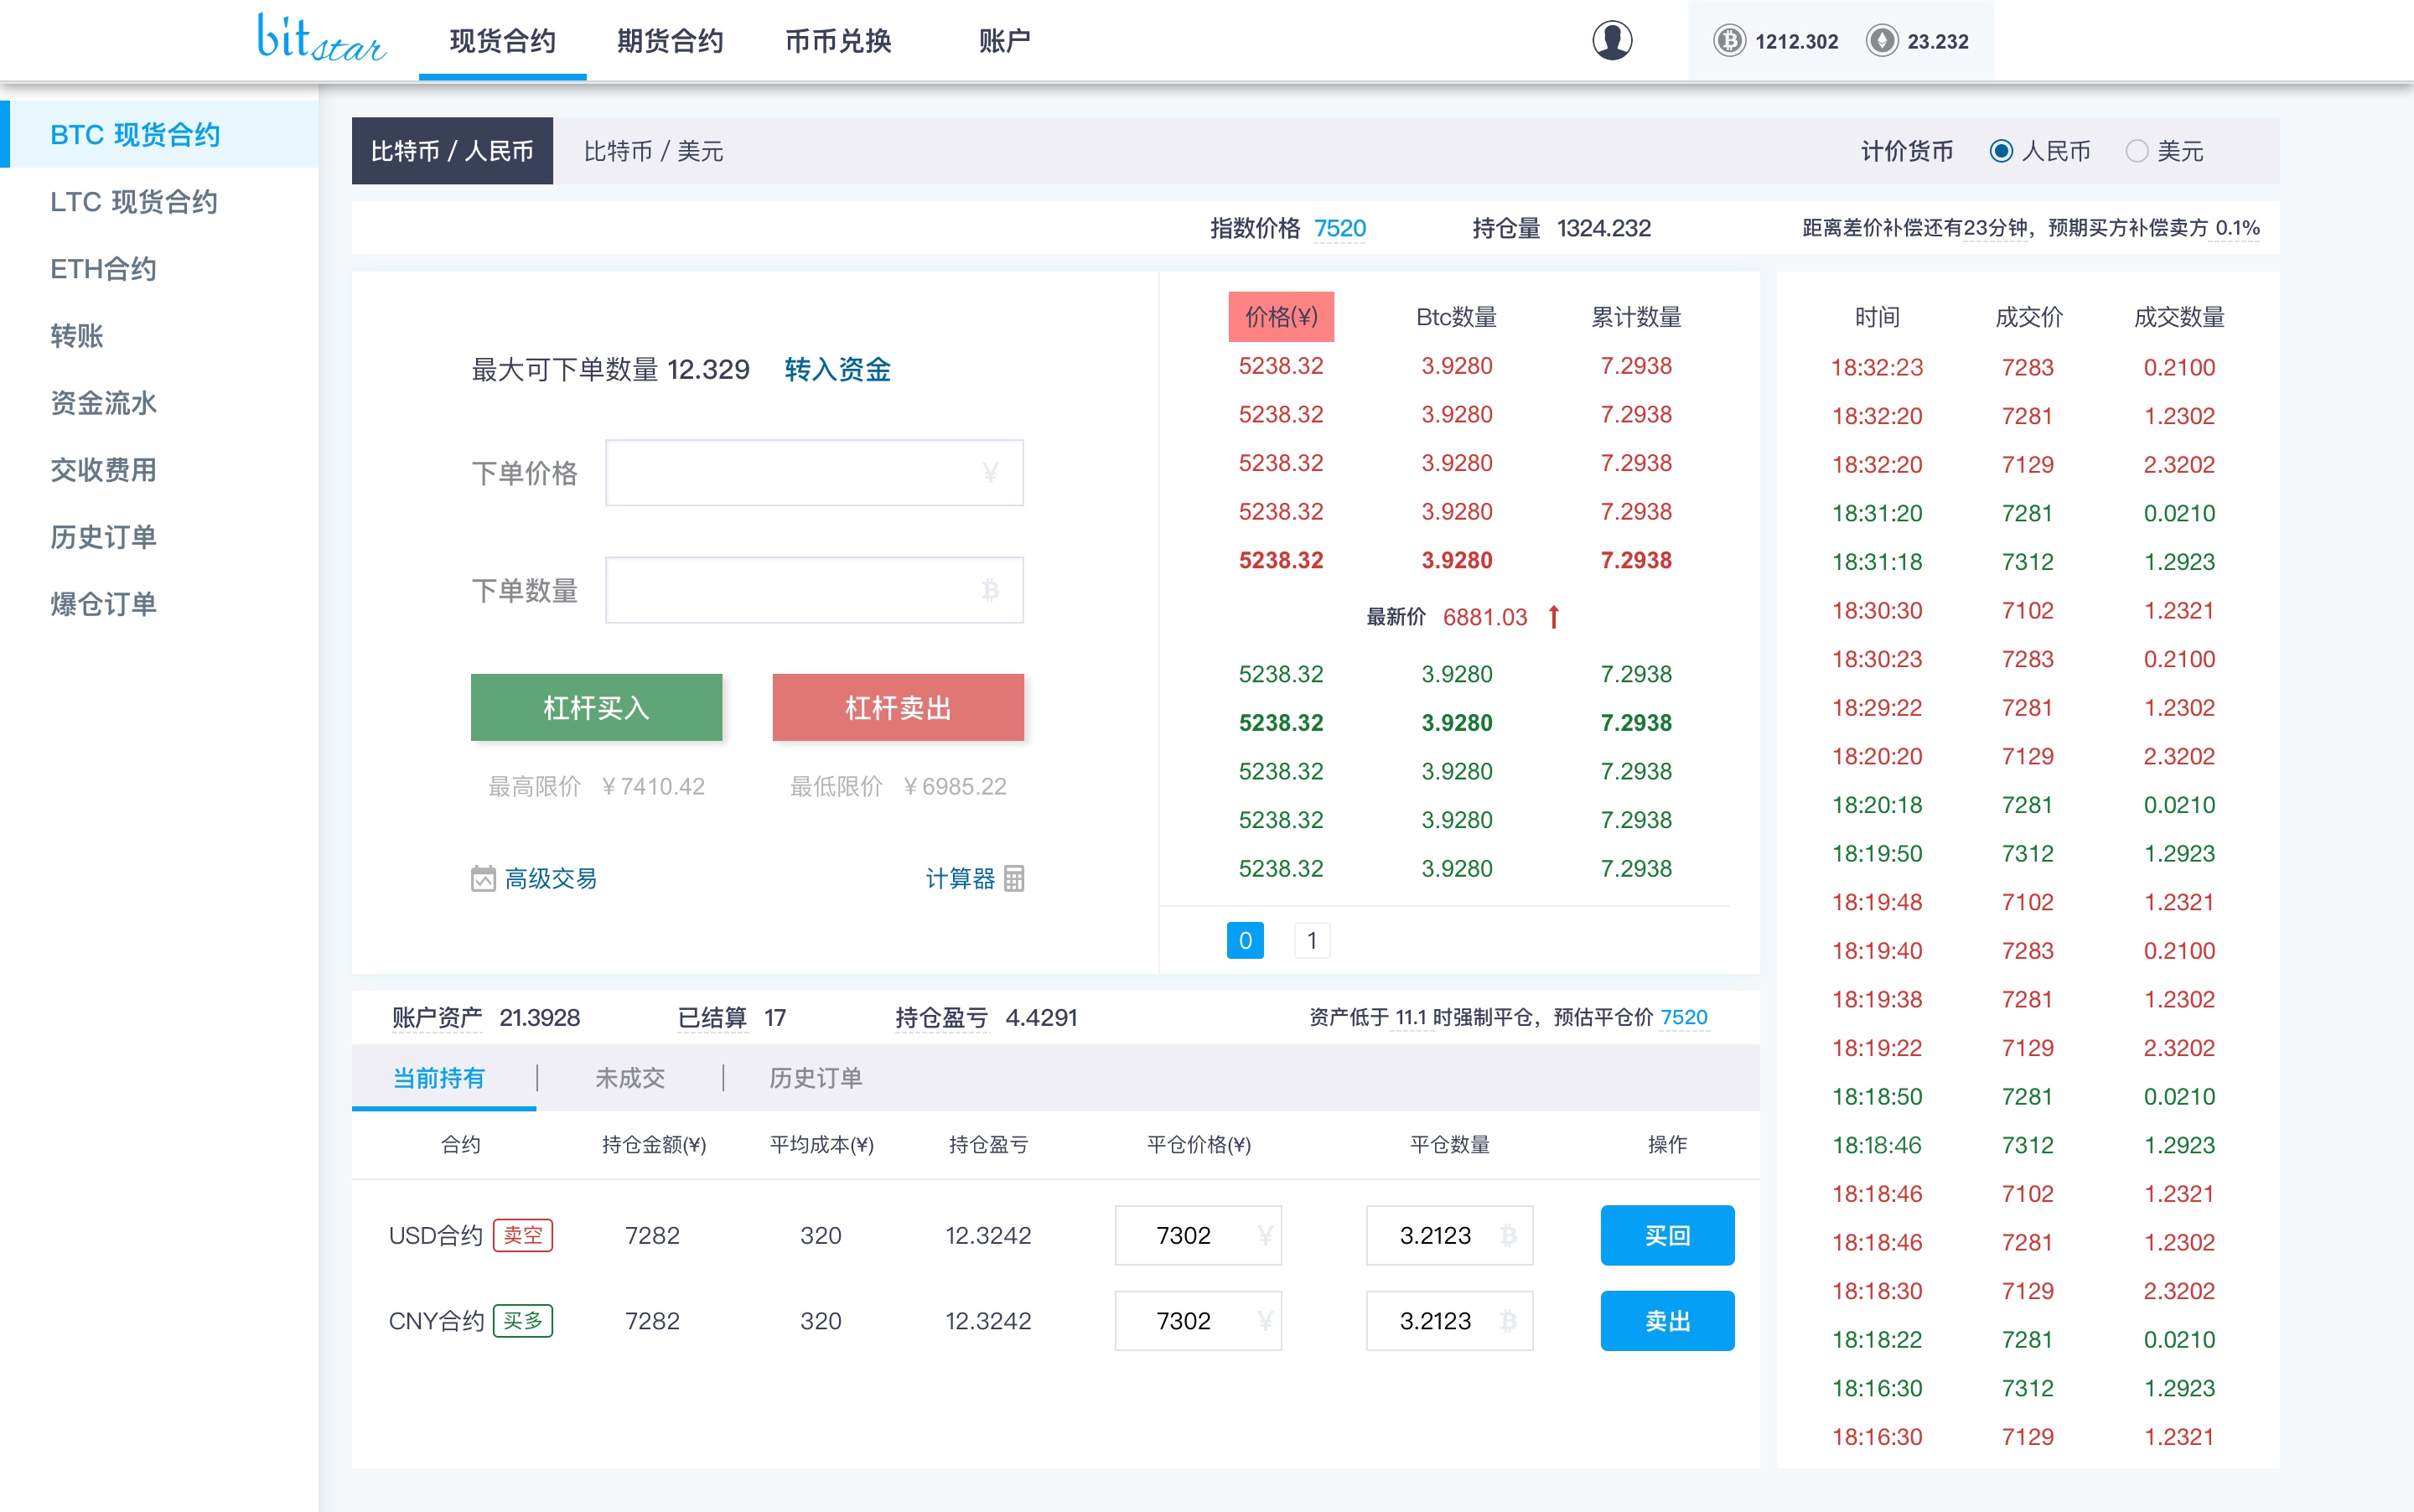 bitstar 现货合约 期货合约 币币兑换 账户 1212.302 23.232
BTC 现货合约
LTC 现货合约
ETH合约
转账
资金流水
交收费用
历史订单
爆仓订单
比特币 / 人民币 比特币 / 美元 计价货币 人民币 美元
指数价格 7520 持仓量 1324.232 距离差价补偿还有23分钟，预期买方补偿卖方 0.1%
最大可下单数量 12.329 转入资金
下单价格 ¥
下单数量 ₿
杠杆买入 杠杆卖出
最高限价 ¥7410.42 最低限价 ¥6985.22
高级交易 计算器
价格(¥) Btc数量 累计数量
5238.32 3.9280 7.2938
5238.32 3.9280 7.2938
5238.32 3.9280 7.2938
5238.32 3.9280 7.2938
5238.32 3.9280 7.2938
最新价 6881.03
5238.32 3.9280 7.2938
5238.32 3.9280 7.2938
5238.32 3.9280 7.2938
5238.32 3.9280 7.2938
5238.32 3.9280 7.2938
0 1
时间 成交价 成交数量
18:32:23 7283 0.2100
18:32:20 7281 1.2302
18:32:20 7129 2.3202
18:31:20 7281 0.0210
18:31:18 7312 1.2923
18:30:30 7102 1.2321
18:30:23 7283 0.2100
18:29:22 7281 1.2302
18:20:20 7129 2.3202
18:20:18 7281 0.0210
18:19:50 7312 1.2923
18:19:48 7102 1.2321
18:19:40 7283 0.2100
18:19:38 7281 1.2302
18:19:22 7129 2.3202
18:18:50 7281 0.0210
18:18:46 7312 1.2923
18:18:46 7102 1.2321
18:18:46 7281 1.2302
18:18:30 7129 2.3202
18:18:22 7281 0.0210
18:16:30 7312 1.2923
18:16:30 7129 1.2321
账户资产 21.3928 已结算 17 持仓盈亏 4.4291 资产低于 11.1 时强制平仓，预估平仓价 7520
当前持有 未成交 历史订单
合约 持仓金额(¥) 平均成本(¥) 持仓盈亏 平仓价格(¥) 平仓数量 操作
USD合约 卖空 7282 320 12.3242 7302 ¥ 3.2123 ₿ 买回
CNY合约 买多 7282 320 12.3242 7302 ¥ 3.2123 ₿ 卖出